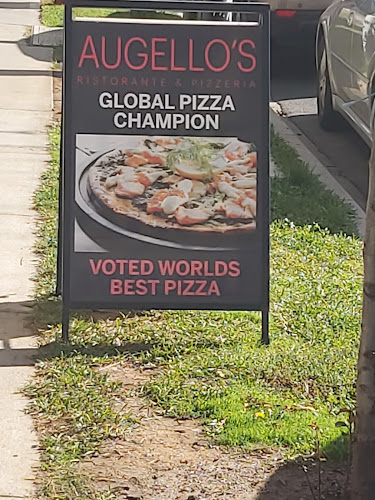 AUGELLO'S
RISTORANTE & PIZZERIA
GLOBAL PIZZA
CHAMPION
VOTED WORLDS
BEST PIZZA